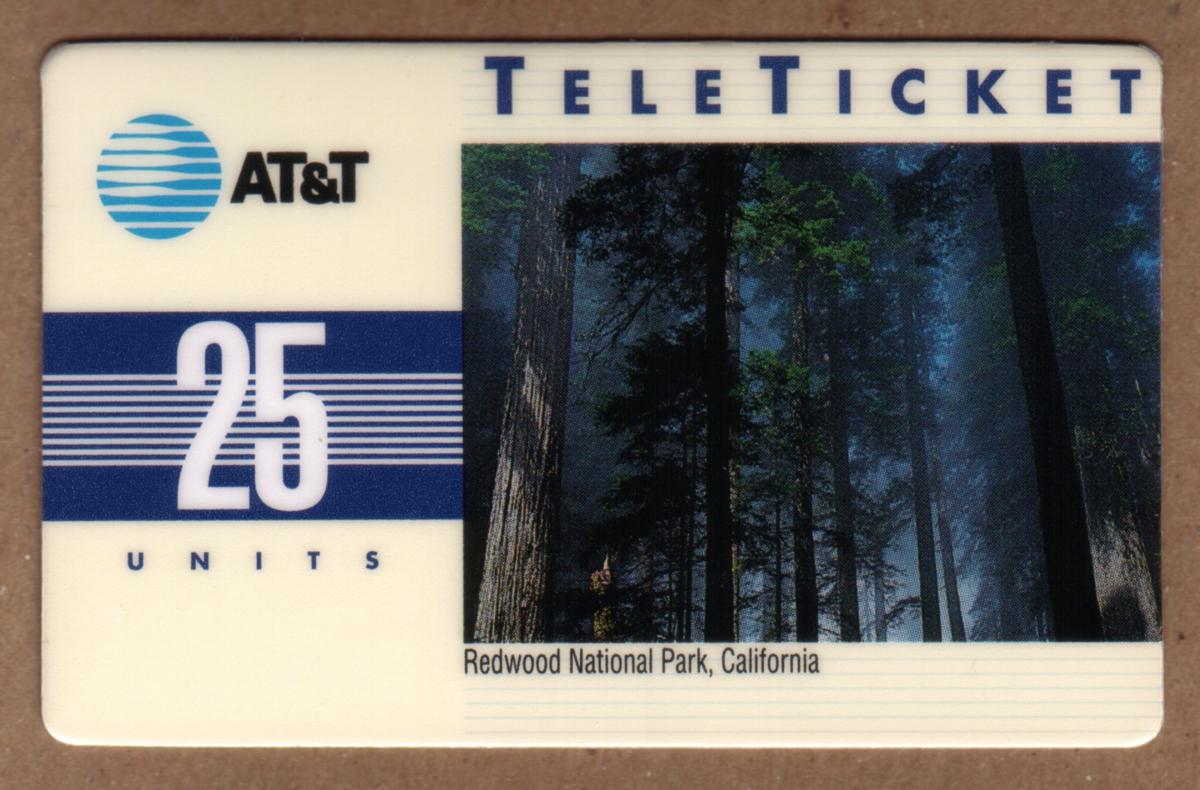 TELETICKET
AT&T
25
UNITS
Redwood National Park, California